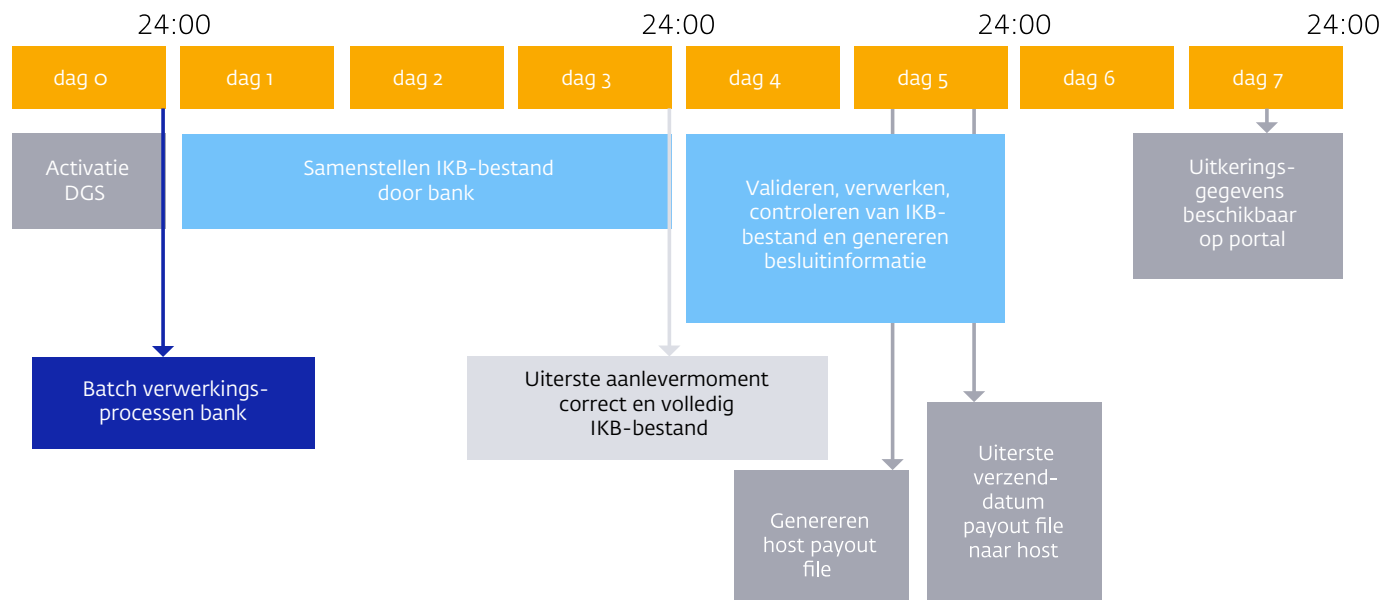 24:00
24:00
24:00
24:00
dag 0
dag 1
dag 2
dag 3
dag 4
dag 5
dag 6
dag 7
Activatie
DGS
Samenstellen IKB-bestand
door bank
Valideren, verwerken,
controleren van IKB-
bestand en genereren
besluitinformatie
Uitkerings-
gegevens
beschikbaar
op portal
Batch verwerkings-
processen bank
Uiterste aanlevermoment
correct en volledig
IKB-bestand
Genereren
host payout
file
Uiterste
verzend-
datum
payout file
naar host